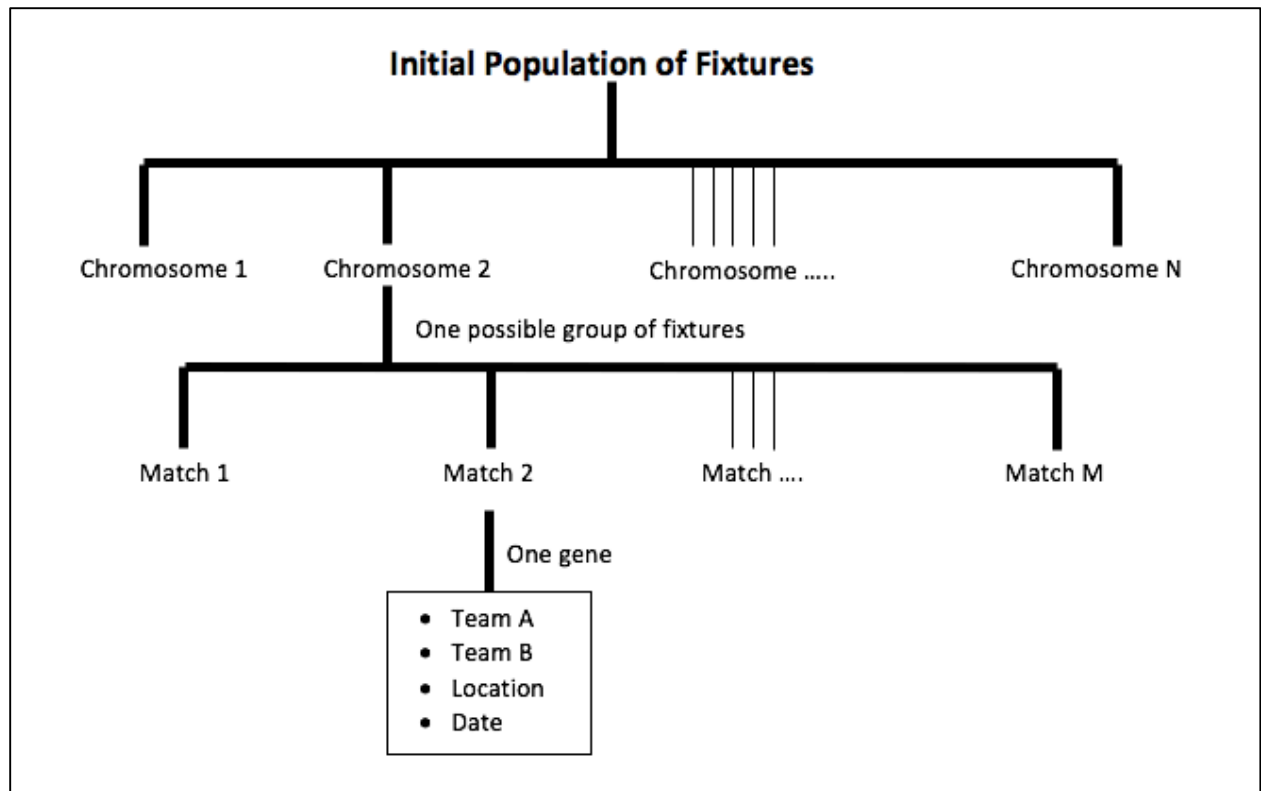 Initial Population of Fixtures
Chromosome 1
Chromosome 2
Chromosome .....
Chromosome N
One possible group of fixtures
Match 1
Match 2
Match ....
Match M
One gene
• Team A
• Team B
• Location
• Date